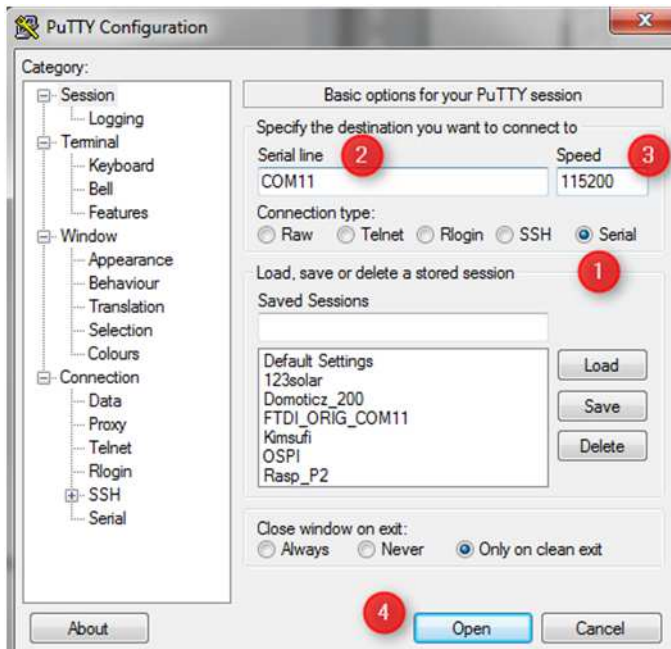 PuTTY Configuration
Category:
Session
Logging
Terminal
Keyboard
Bell
Features
Window
Appearance
Behaviour
Translation
Selection
Colours
Connection
Data
Proxy
Telnet
Rlogin
SSH
Serial
About
Basic options for your PuTTY session
Specify the destination you want to connect to
Serial line 2 Speed 3
COM11 115200
Connection type:
Raw Telnet Rlogin SSH Serial
1
Load, save or delete a stored session
Saved Sessions
Default Settings
123solar
Domoticz_200
FTDI_ORIG_COM11
Kimsufi
OSPI
Rasp_P2
Load
Save
Delete
Close window on exit:
Always Never Only on clean exit
4 Open Cancel